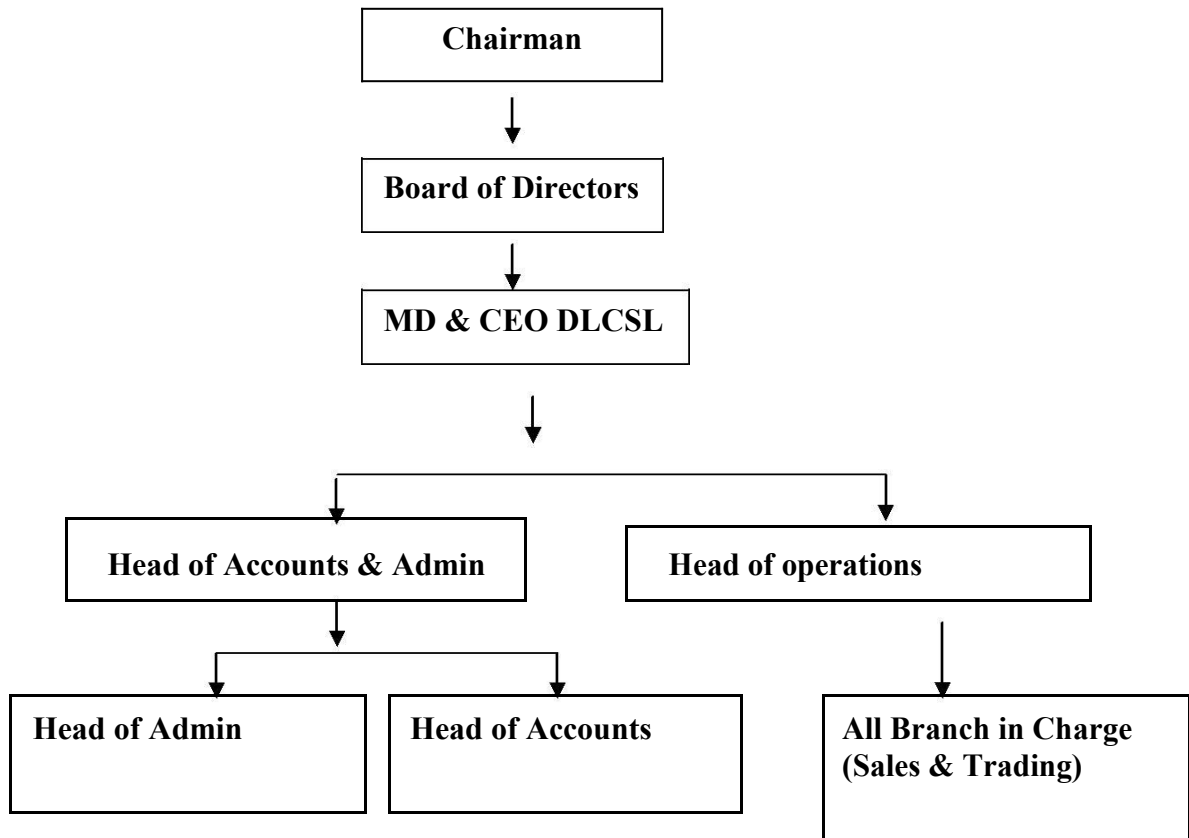 Chairman
Board of Directors
MD & CEO DLCSL
Head of Accounts & Admin
Head of operations
Head of Admin
Head of Accounts
All Branch in Charge
(Sales & Trading)